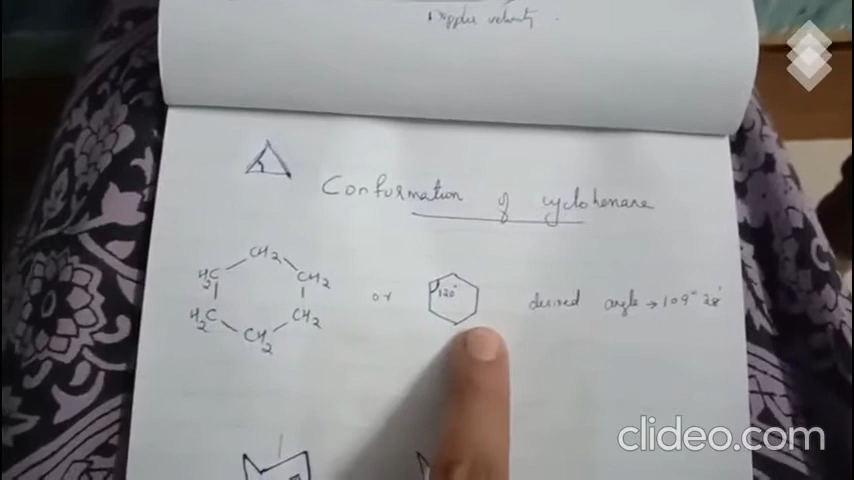 Doppler velocity.
Conformation of cyclohexane
CH2
H2C CH2
H2C CH2
CH2
or
120°
desired angle → 109° 28'
clideo.com